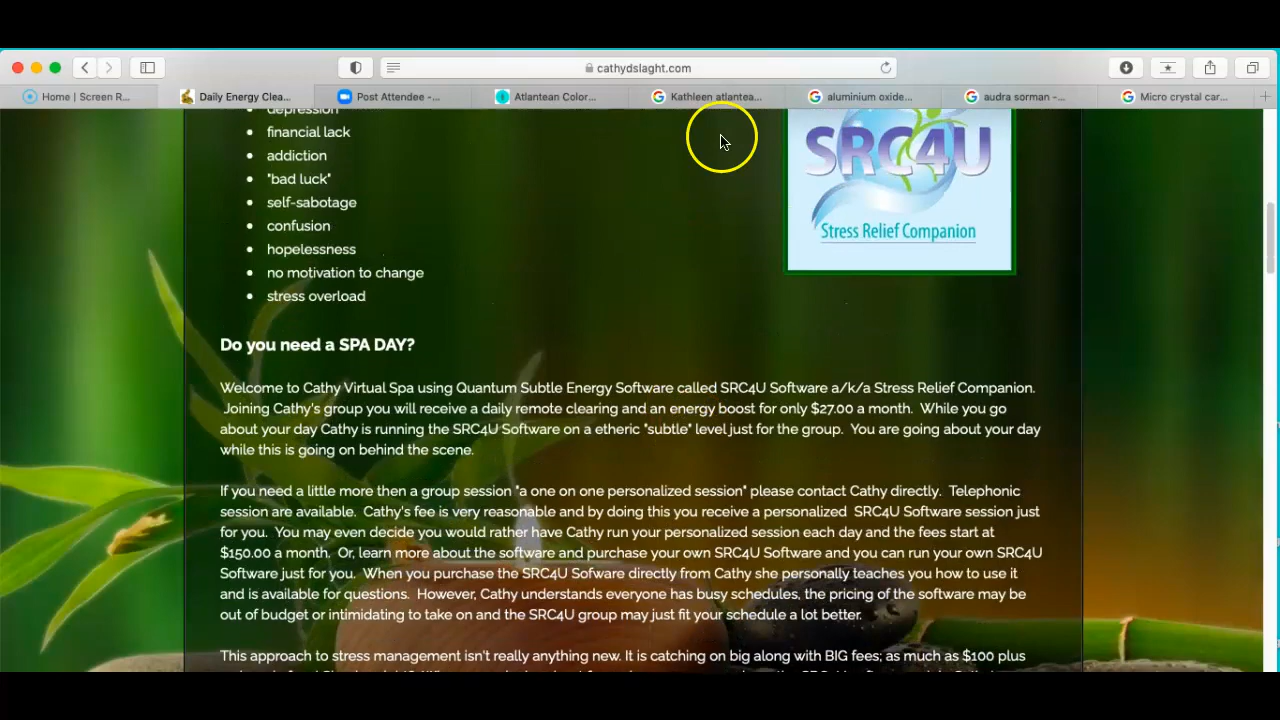 cathydslaght.com
Home | Screen R...
Daily Energy Clea...
Post Attendee -...
Atlantean Color...
Kathleen atlantea...
aluminium oxide...
audra sorman -...
Micro crystal car...
depression
financial lack
addiction
"bad luck"
self-sabotage
confusion
hopelessness
no motivation to change
stress overload
SRC4U
Stress Relief Companion
Do you need a SPA DAY?
Welcome to Cathy Virtual Spa using Quantum Subtle Energy Software called SRC4U Software a/k/a Stress Relief Companion.
Joining Cathy's group you will receive a daily remote clearing and an energy boost for only $27.00 a month. While you go
about your day Cathy is running the SRC4U Software on a etheric "subtle" level just for the group. You are going about your day
while this is going on behind the scene.
If you need a little more then a group session "a one on one personalized session" please contact Cathy directly. Telephonic
session are available. Cathy's fee is very reasonable and by doing this you receive a personalized SRC4U Software session just
for you. You may even decide you would rather have Cathy run your personalized session each day and the fees start at
$150.00 a month. Or, learn more about the software and purchase your own SRC4U Software and you can run your own SRC4U
Software just for you. When you purchase the SRC4U Sofware directly from Cathy she personally teaches you how to use it
and is available for questions. However, Cathy understands everyone has busy schedules, the pricing of the software may be
out of budget or intimidating to take on and the SRC4U group may just fit your schedule a lot better.
This approach to stress management isn't really anything new. It is catching on big along with BIG fees; as much as $100 plus